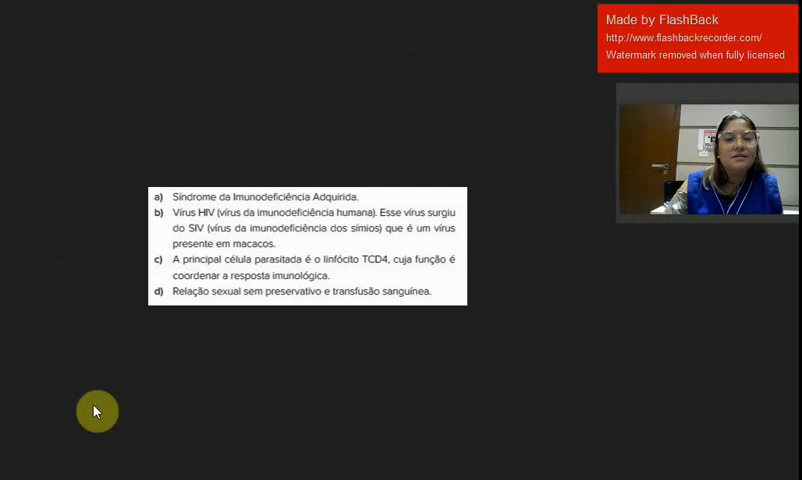 Made by FlashBack
http://www.flashbackrecorder.com/
Watermark removed when fully licensed
a) Síndrome da Imunodeficiência Adquirida.
b) Vírus HIV (vírus da imunodeficiência humana). Esse vírus surgiu
do SIV (vírus da imunodeficiência dos símios) que é um vírus
presente em macacos.
c) A principal célula parasitada é o linfócito TCD4, cuja função é
coordenar a resposta imunológica.
d) Relação sexual sem preservativo e transfusão sanguínea.